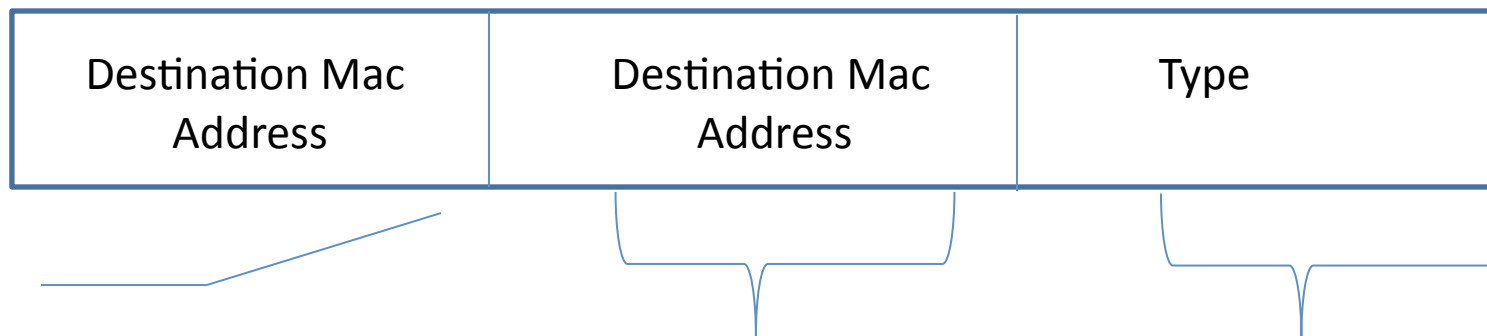 Destination Mac
Address
Destination Mac
Address
Type